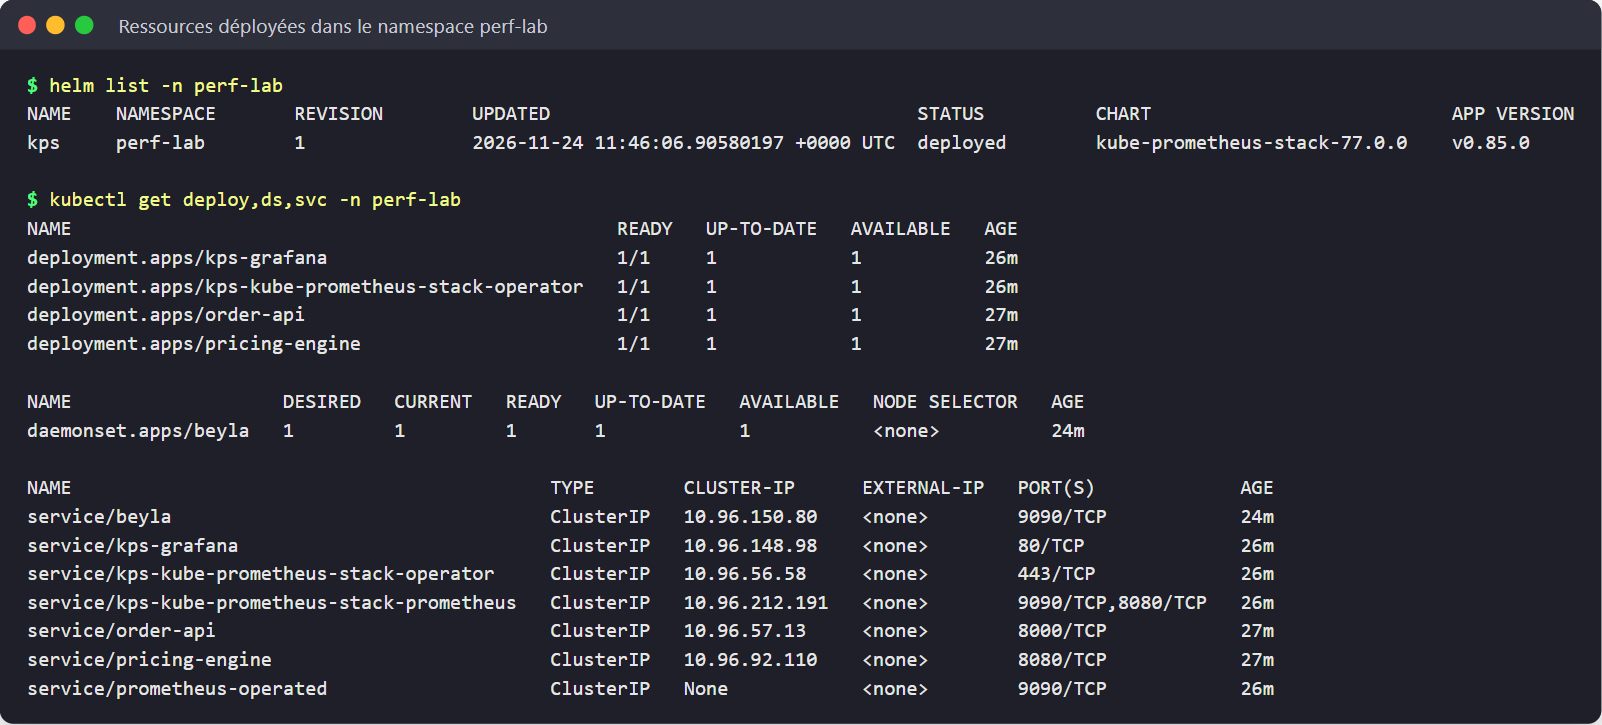 Ressources déployées dans le namespace perf-lab
$ helm list -n perf-lab
NAME    NAMESPACE       REVISION        UPDATED                                 STATUS          CHART                           APP VERSION
kps     perf-lab        1               2026-11-24 11:46:06.90580197 +0000 UTC  deployed        kube-prometheus-stack-77.0.0    v0.85.0
$ kubectl get deploy,ds,svc -n perf-lab
NAME                                                 READY   UP-TO-DATE   AVAILABLE   AGE
deployment.apps/kps-grafana                          1/1     1            1           26m
deployment.apps/kps-kube-prometheus-stack-operator   1/1     1            1           26m
deployment.apps/order-api                            1/1     1            1           27m
deployment.apps/pricing-engine                       1/1     1            1           27m
NAME                   DESIRED   CURRENT   READY   UP-TO-DATE   AVAILABLE   NODE SELECTOR   AGE
daemonset.apps/beyla   1         1         1       1            1           <none>          24m
NAME                                           TYPE        CLUSTER-IP      EXTERNAL-IP   PORT(S)             AGE
service/beyla                                  ClusterIP   10.96.150.80    <none>        9090/TCP            24m
service/kps-grafana                            ClusterIP   10.96.148.98    <none>        80/TCP              26m
service/kps-kube-prometheus-stack-operator     ClusterIP   10.96.56.58     <none>        443/TCP             26m
service/kps-kube-prometheus-stack-prometheus   ClusterIP   10.96.212.191   <none>        9090/TCP,8080/TCP   26m
service/order-api                              ClusterIP   10.96.57.13     <none>        8000/TCP            27m
service/pricing-engine                         ClusterIP   10.96.92.110    <none>        8080/TCP            27m
service/prometheus-operated                    ClusterIP   None            <none>        9090/TCP            26m